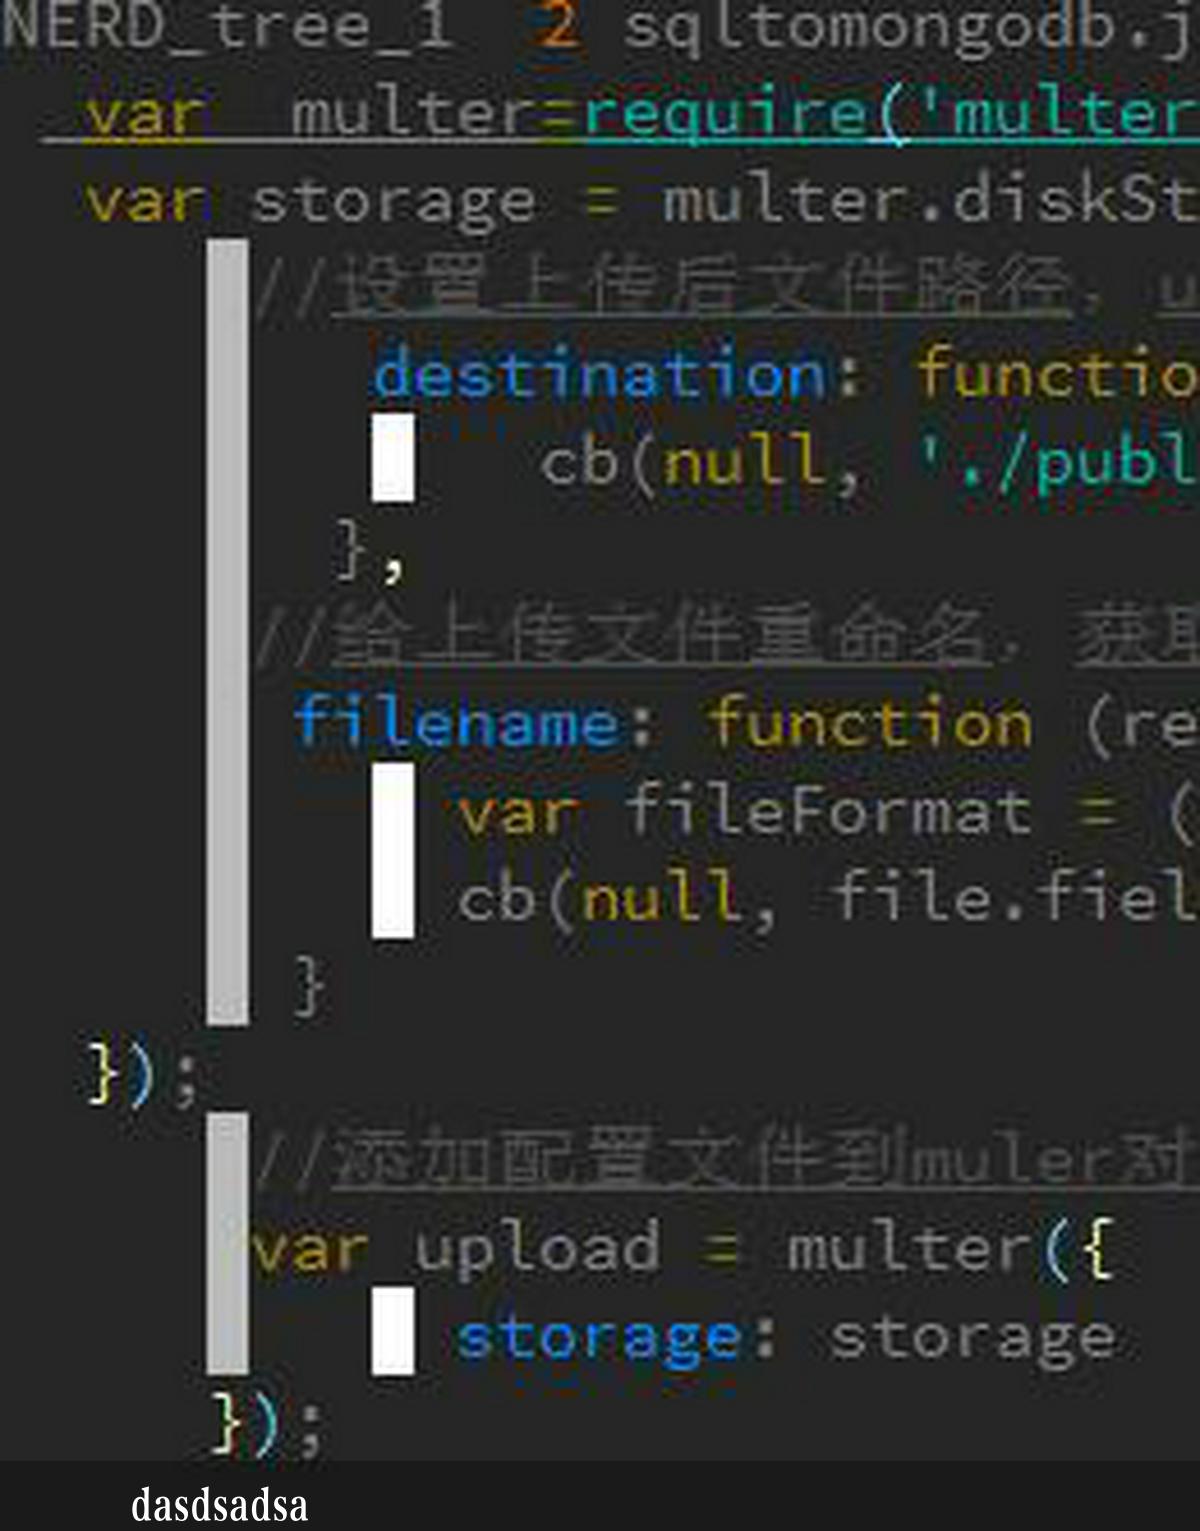 NERD_tree_1 2 sqltomongodb.j
var multer=require('multer
var storage = multer.diskSt
//设置上传后文件路径, u
destination: functio
cb(null, './publ
},
//给上传文件重命名, 获取
filename: function (re
var fileFormat = (
cb(null, file.fiel
}
});
//添加配置文件到muler对
var upload = multer({
storage: storage
});
dasdsadsa